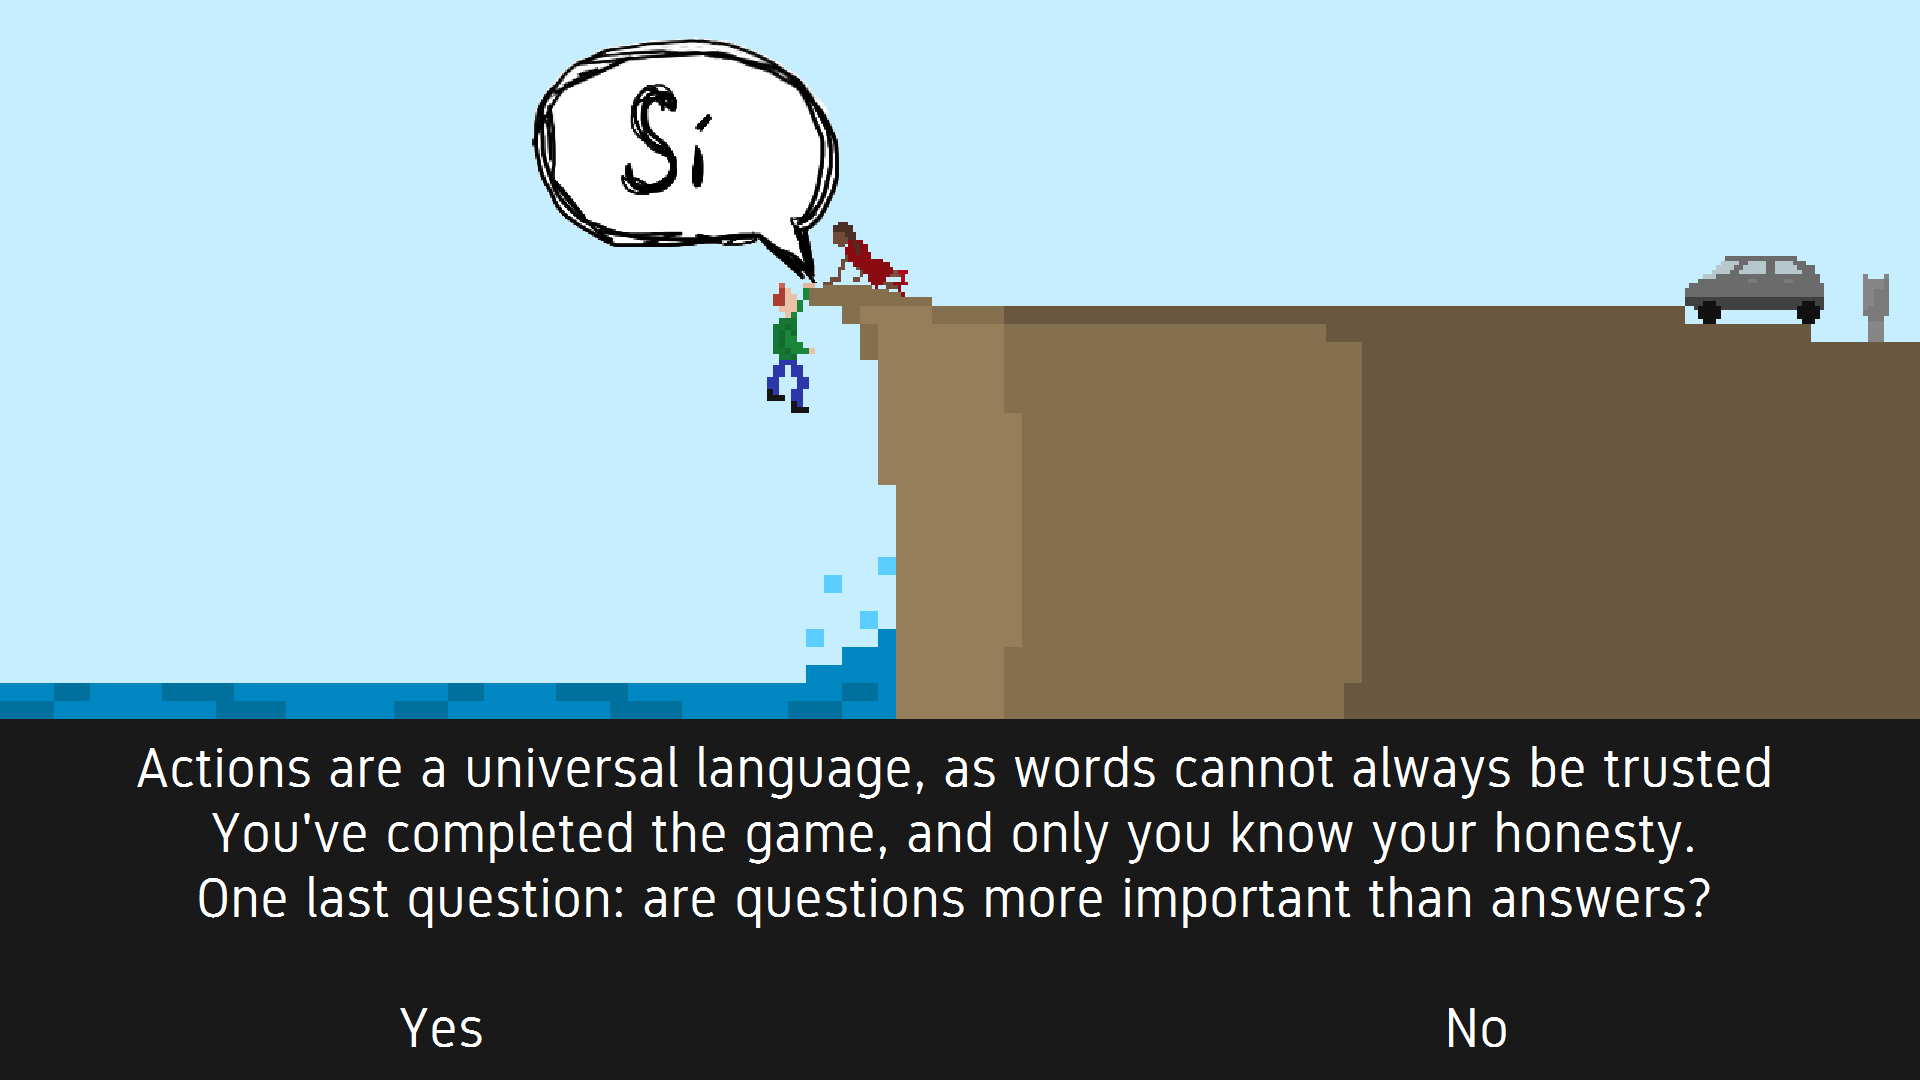 Sí
Actions are a universal language, as words cannot always be trusted
You've completed the game, and only you know your honesty.
One last question: are questions more important than answers?
Yes
No